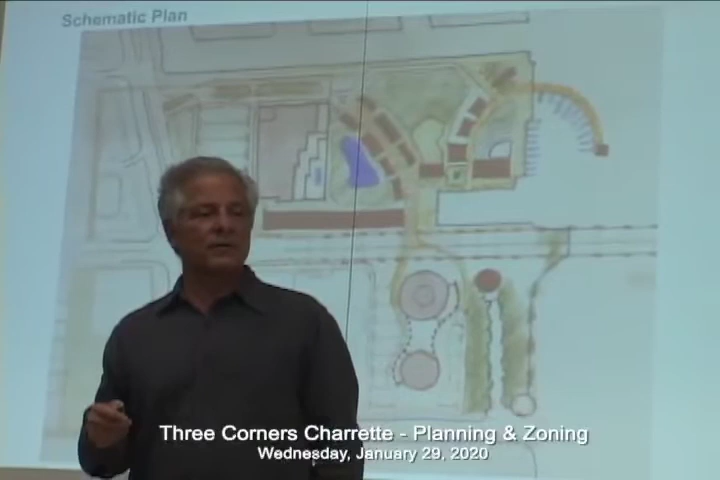 Schematic Plan
Three Corners Charrette - Planning & Zoning
Wednesday, January 29, 2020